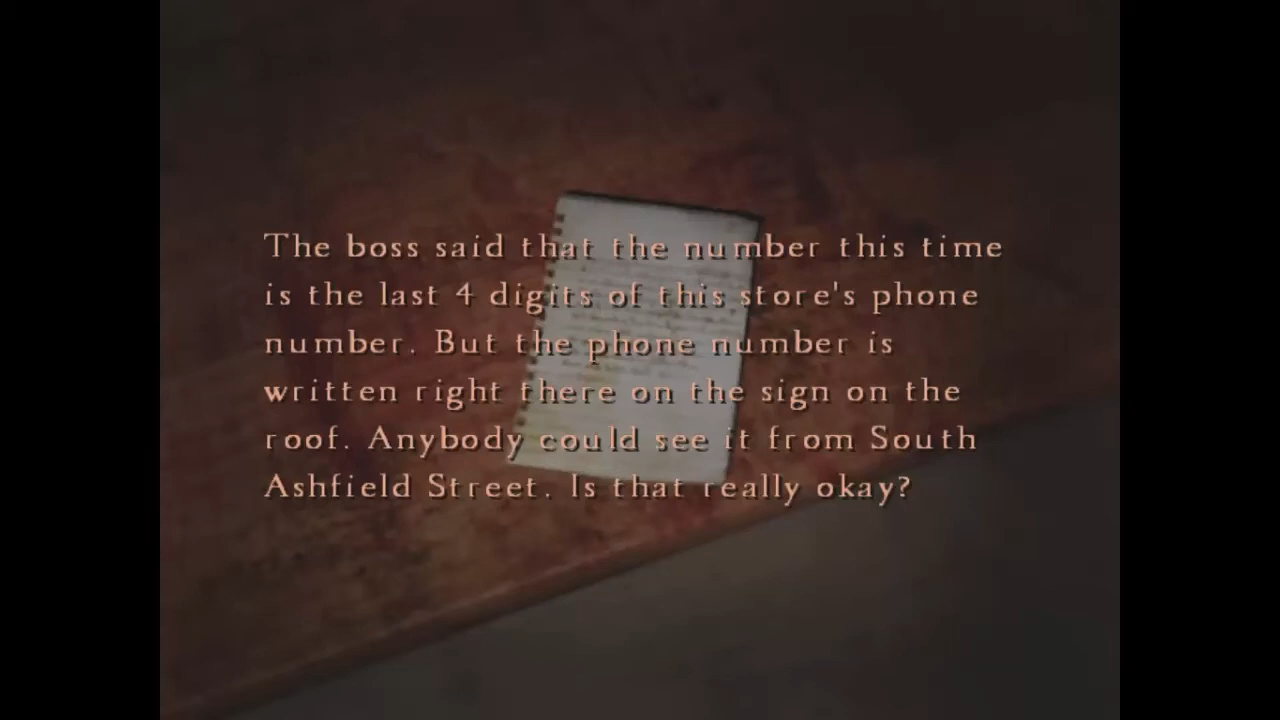 The boss said that the number this time
is the last 4 digits of this store's phone
number. But the phone number is
written right there on the sign on the
roof. Anybody could see it from South
Ashfield Street. Is that really okay?